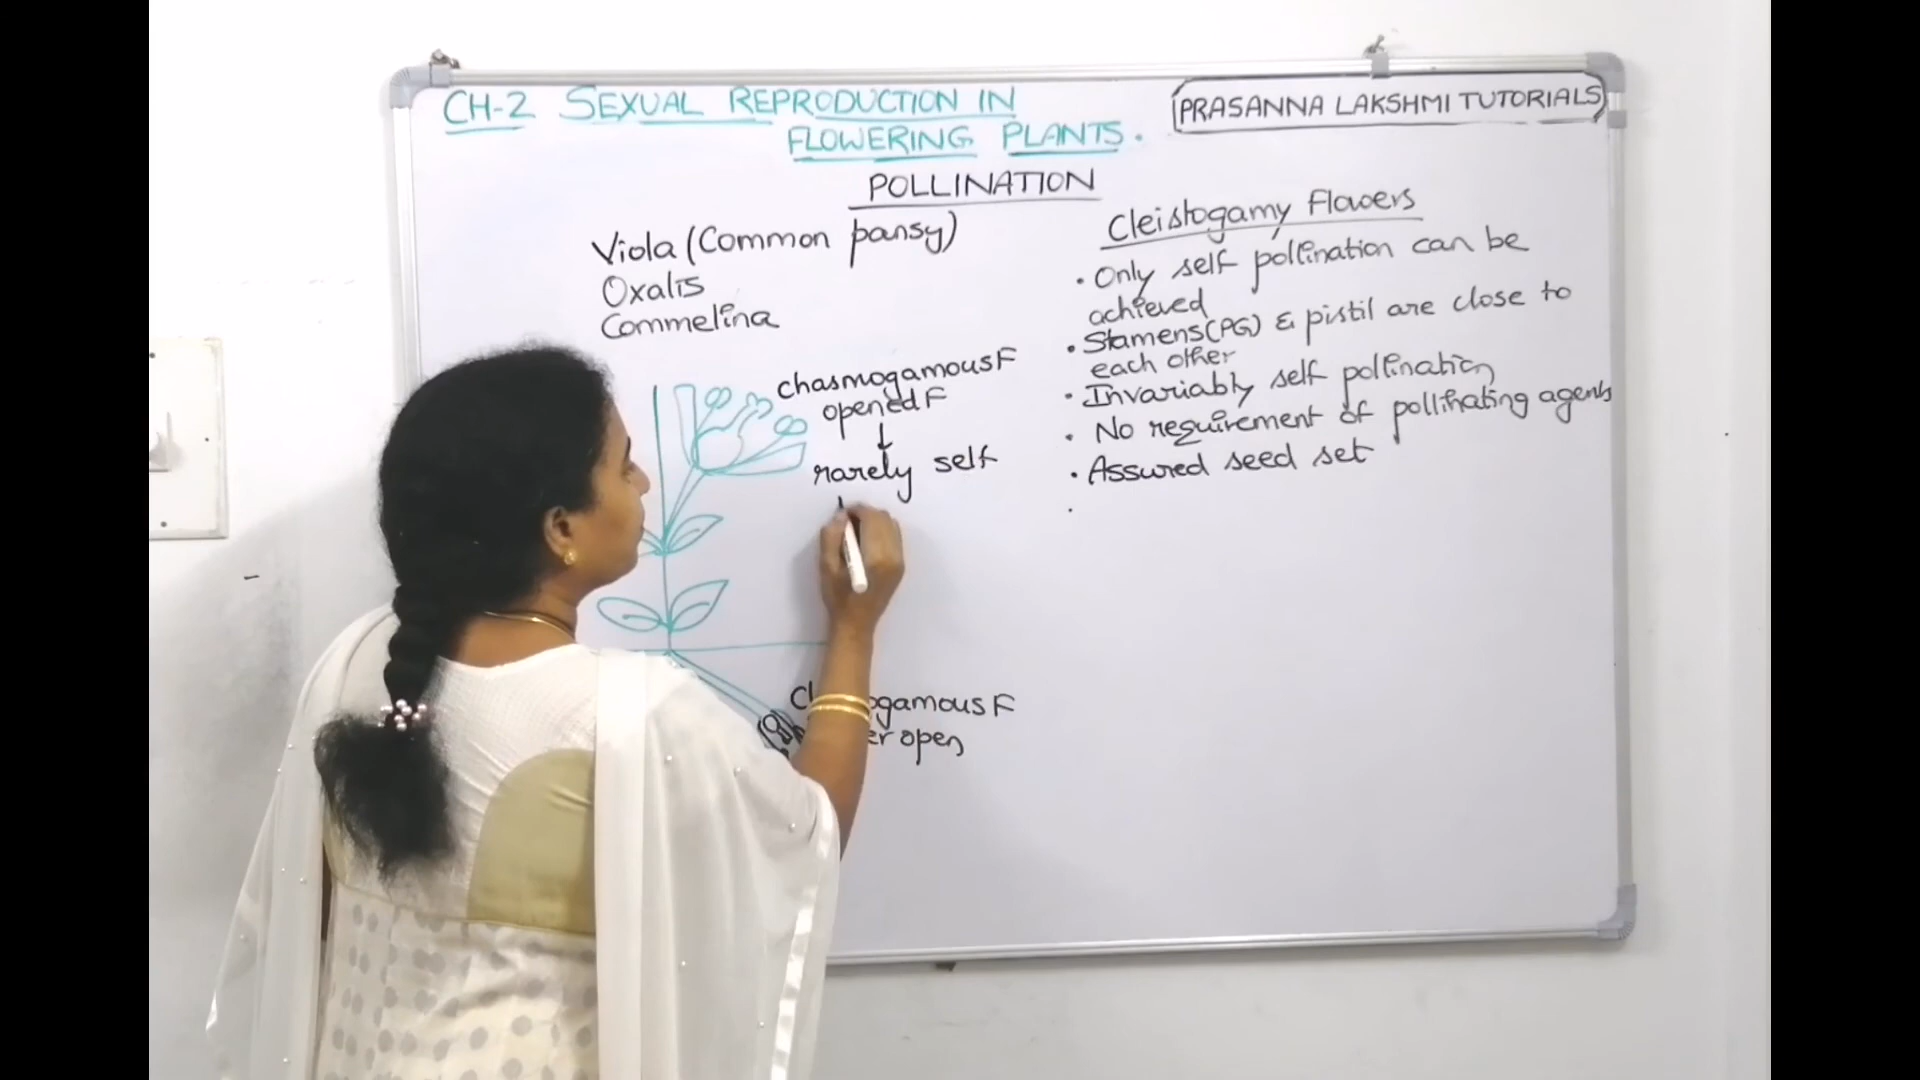 CH-2 SEXUAL REPRODUCTION IN
FLOWERING PLANTS.
PRASANNA LAKSHMI TUTORIALS
POLLINATION
Viola (Common pansy)
Oxalis
Commelina
chasmogamous F
opened F
rarely self
gamous F
er open
Cleistogamy Flowers
• Only self pollination can be
achieved
• Stamens(PG) & pistil are close to
each other
• Invariably self pollination
• No requirement of pollinating agents
• Assured seed set